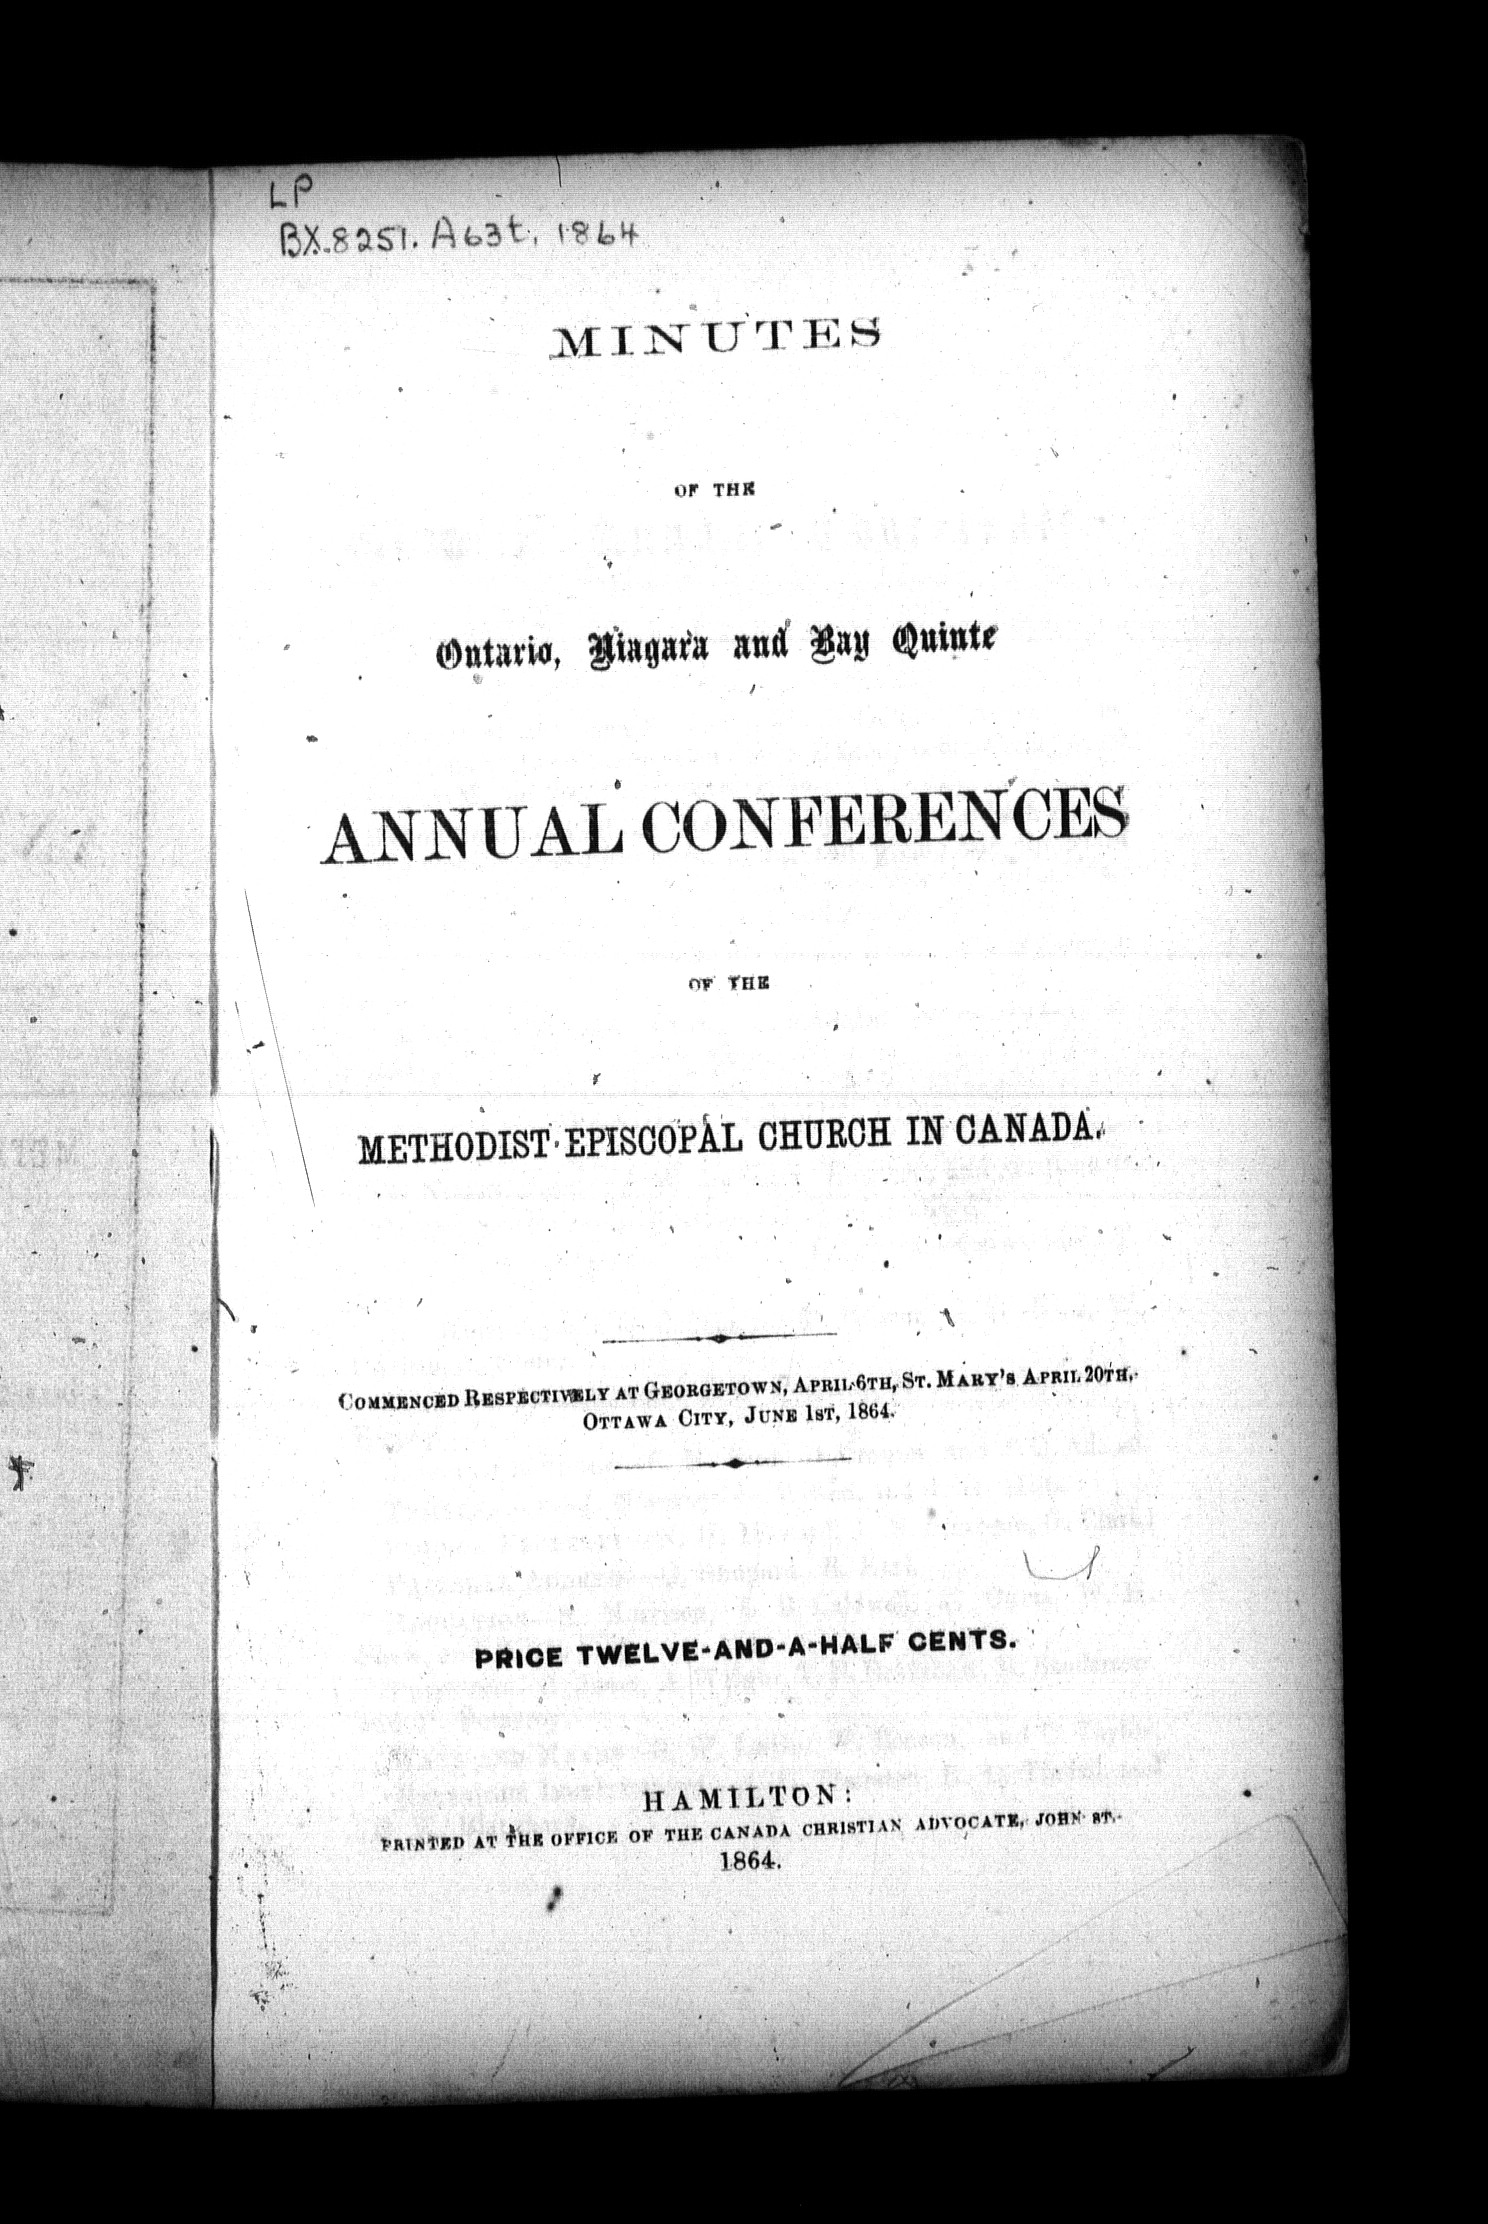 LP
BX.8251.A63t, 1864
MINUTES
OF THE
Ontario, Niagara and Bay Quinte
ANNUAL CONFERENCES
OF THE
METHODIST EPISCOPAL CHURCH IN CANADA.
COMMENCED RESPECTIVELY AT GEORGETOWN, APRIL 6TH, ST. MARY'S APRIL 20TH,
OTTAWA CITY, JUNE 1ST, 1864.
PRICE TWELVE-AND-A-HALF CENTS.
HAMILTON:
PRINTED AT THE OFFICE OF THE CANADA CHRISTIAN ADVOCATE, JOHN ST.
1864.